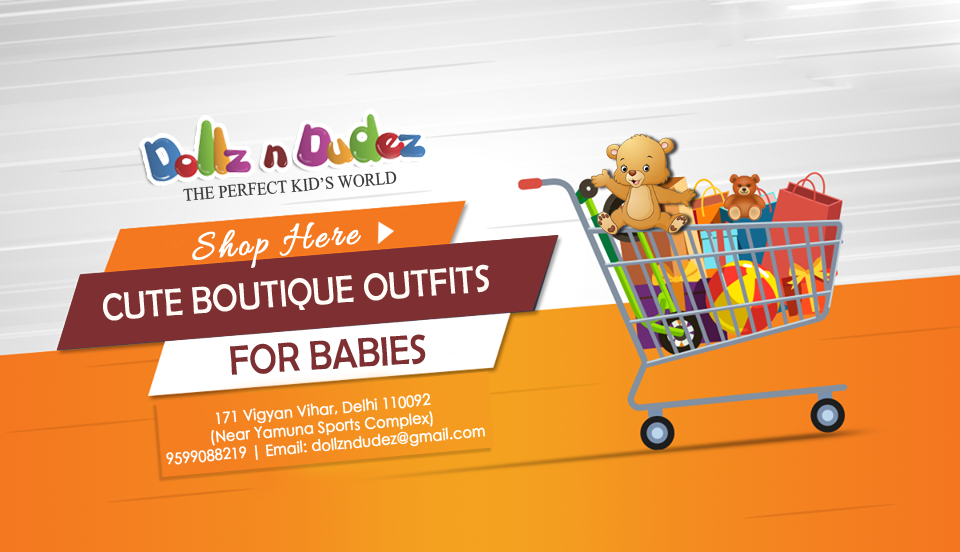 Dollz n Dudez
THE PERFECT KID'S WORLD
Shop Here
CUTE BOUTIQUE OUTFITS
FOR BABIES
171 Vigyan Vihar, Delhi 110092
(Near Yamuna Sports Complex)
9599088219 | Email: dollzndudez@gmail.com